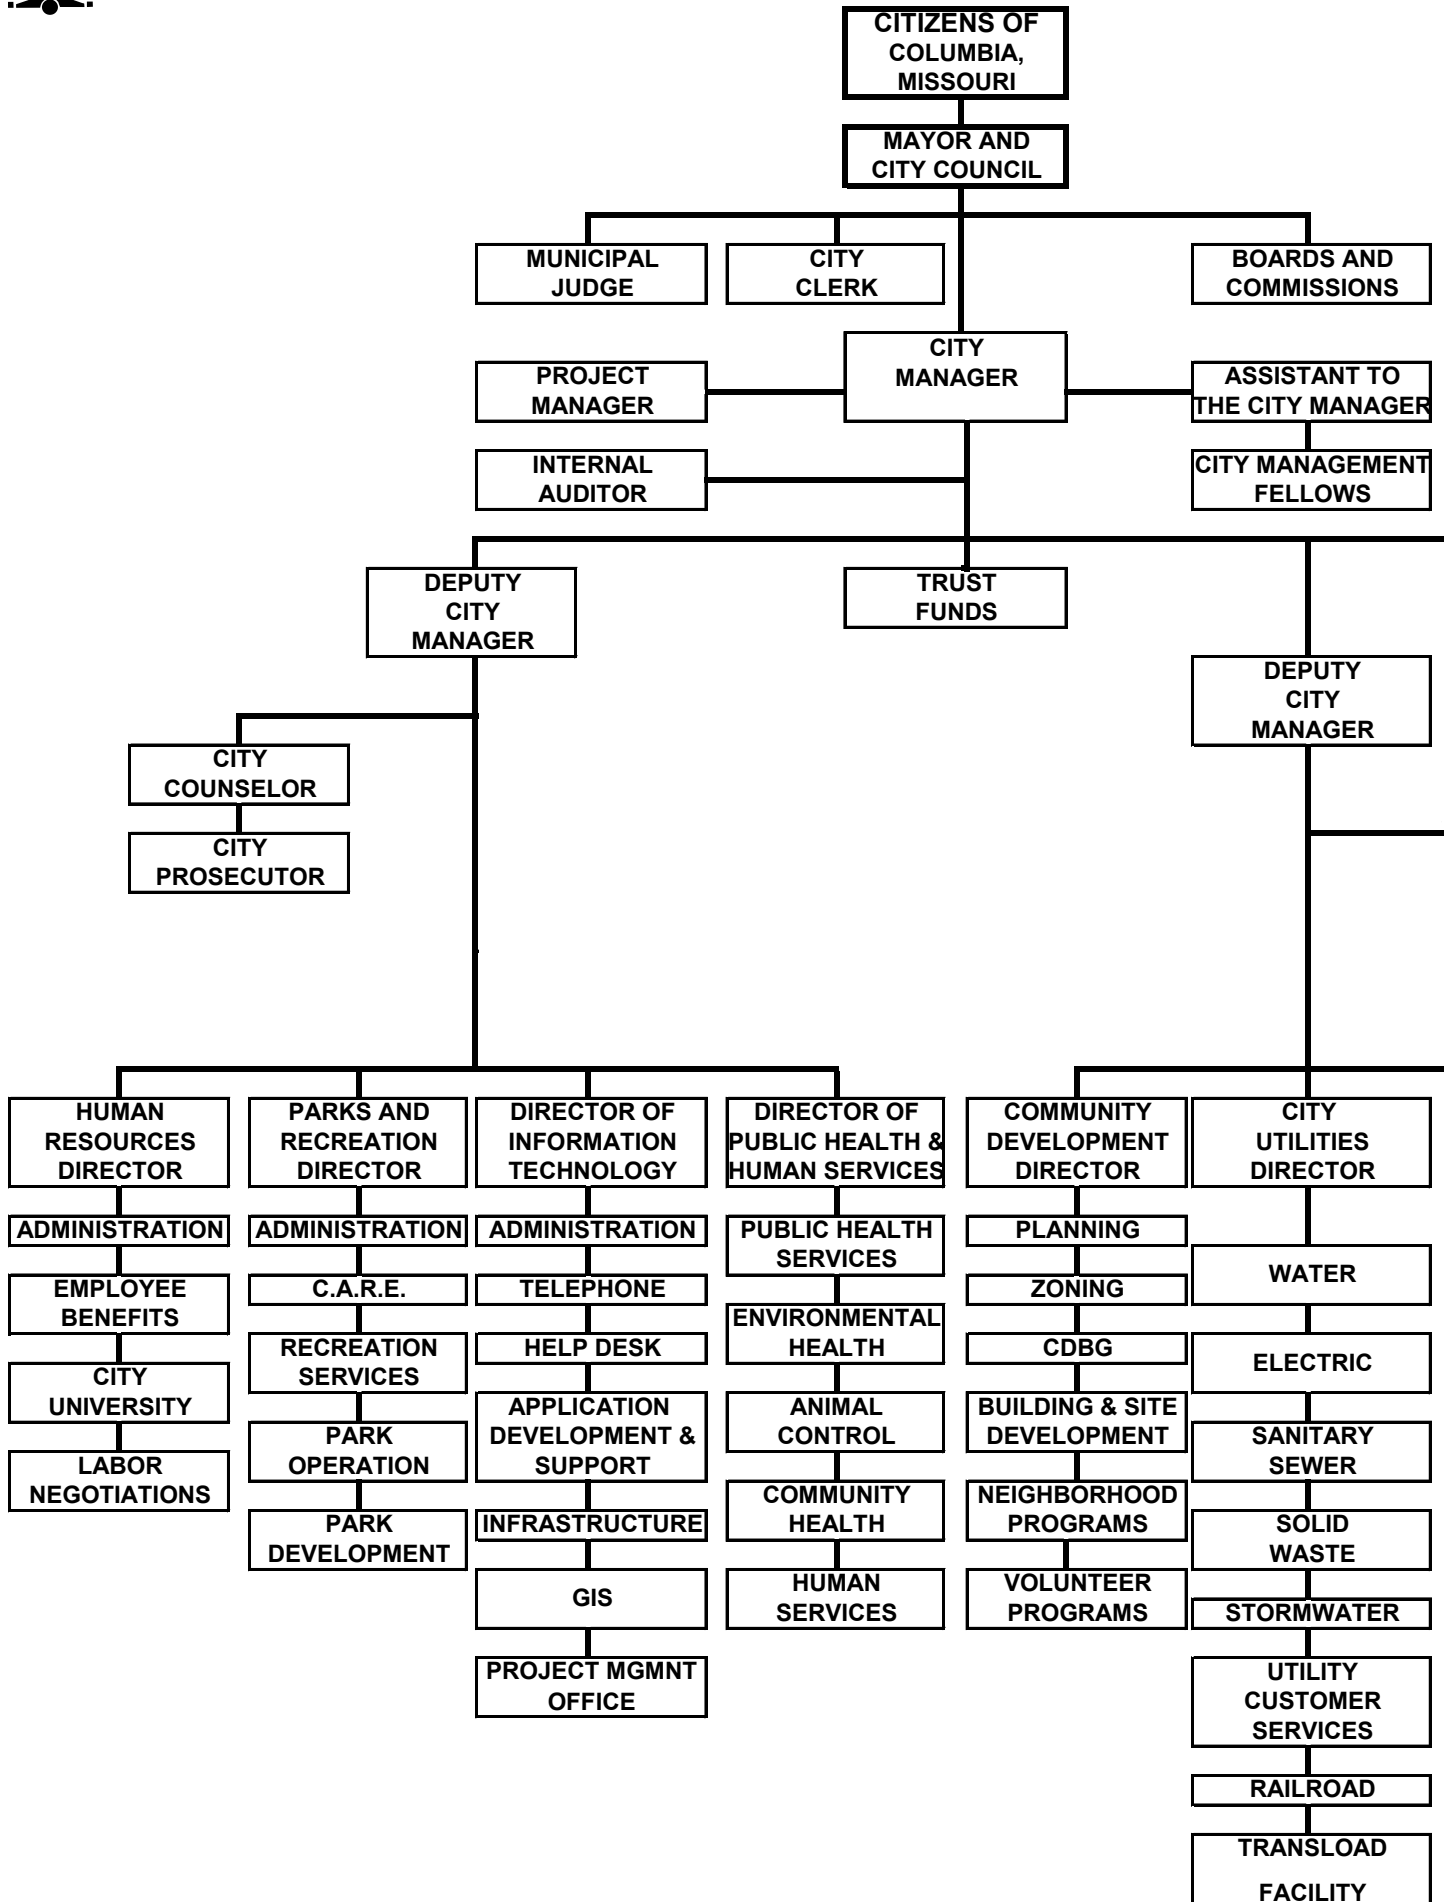 CITIZENS OF
COLUMBIA,
MISSOURI
MAYOR AND
CITY COUNCIL
MUNICIPAL
JUDGE
CITY
CLERK
BOARDS AND
COMMISSIONS
CITY
MANAGER
PROJECT
MANAGER
ASSISTANT TO
THE CITY MANAGER
INTERNAL
AUDITOR
CITY MANAGEMENT
FELLOWS
DEPUTY
CITY
MANAGER
TRUST
FUNDS
DEPUTY
CITY
MANAGER
CITY
COUNSELOR
CITY
PROSECUTOR
HUMAN
RESOURCES
DIRECTOR
ADMINISTRATION
EMPLOYEE
BENEFITS
CITY
UNIVERSITY
LABOR
NEGOTIATIONS
PARKS AND
RECREATION
DIRECTOR
ADMINISTRATION
C.A.R.E.
RECREATION
SERVICES
PARK
OPERATION
PARK
DEVELOPMENT
DIRECTOR OF
INFORMATION
TECHNOLOGY
ADMINISTRATION
TELEPHONE
HELP DESK
APPLICATION
DEVELOPMENT &
SUPPORT
INFRASTRUCTURE
GIS
PROJECT MGMNT
OFFICE
DIRECTOR OF
PUBLIC HEALTH &
HUMAN SERVICES
PUBLIC HEALTH
SERVICES
ENVIRONMENTAL
HEALTH
ANIMAL
CONTROL
COMMUNITY
HEALTH
HUMAN
SERVICES
COMMUNITY
DEVELOPMENT
DIRECTOR
PLANNING
ZONING
CDBG
BUILDING & SITE
DEVELOPMENT
NEIGHBORHOOD
PROGRAMS
VOLUNTEER
PROGRAMS
CITY
UTILITIES
DIRECTOR
WATER
ELECTRIC
SANITARY
SEWER
SOLID
WASTE
STORMWATER
UTILITY
CUSTOMER
SERVICES
RAILROAD
TRANSLOAD
FACILITY